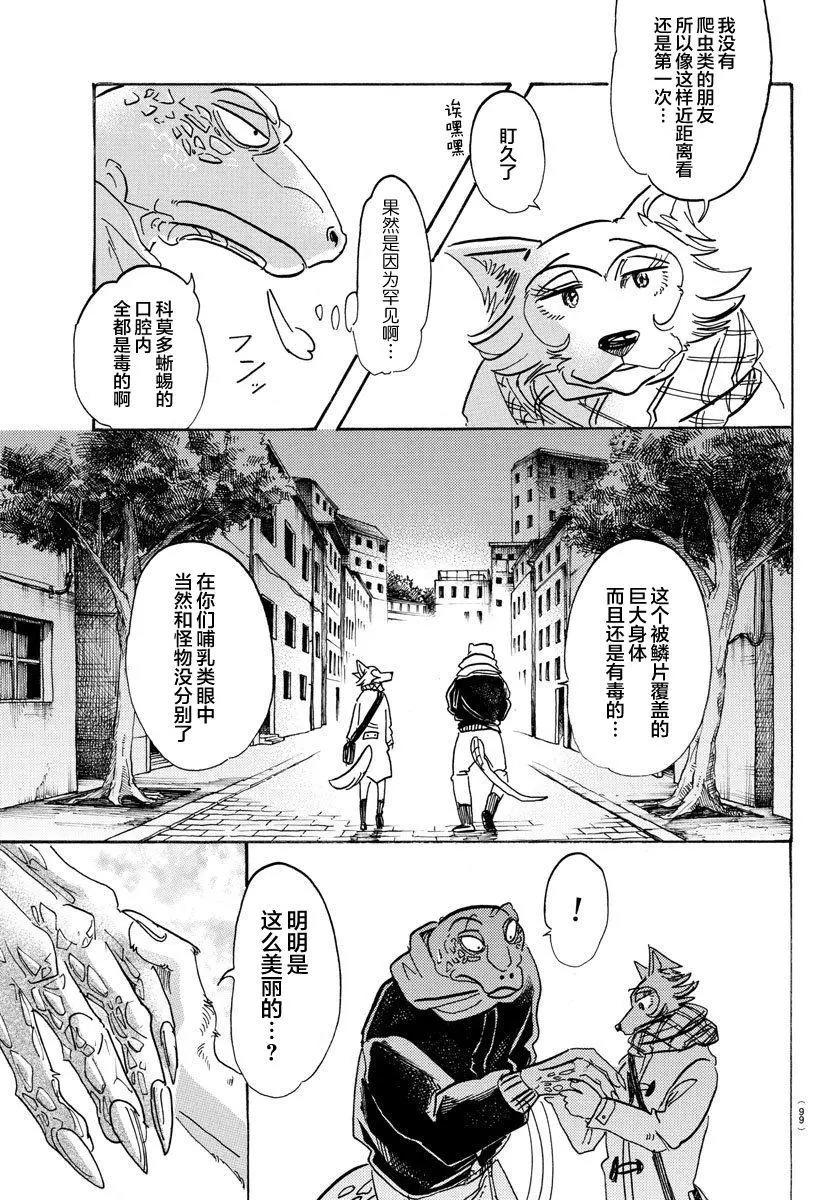 我没有
爬虫类的朋友
所以像这样近距离看
还是第一次…
盯久了
诶嘿嘿
果然是因为罕见啊…
科莫多蜥蜴的
口腔内
全都是毒的啊
这个被鳞片覆盖的
巨大身体
而且还是有毒的…
在你们哺乳类眼中
当然和怪物没分别了
！
明明是
这么美丽的…?
(99)